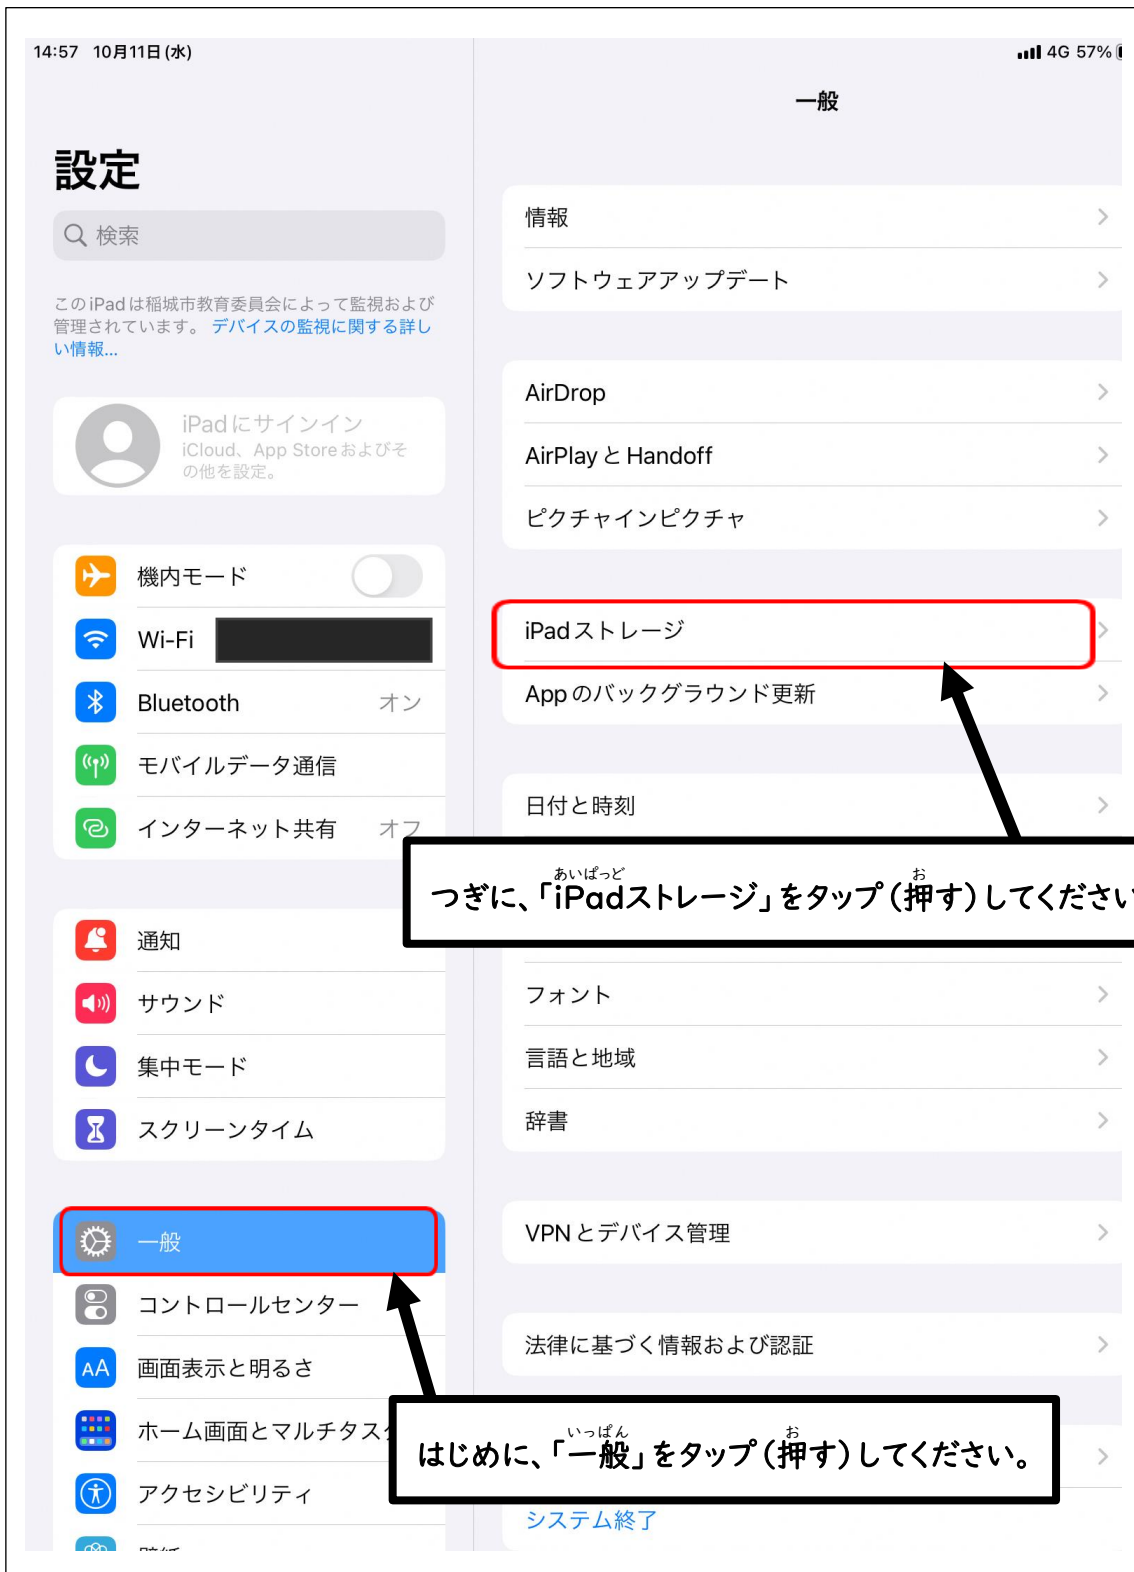 14:57 10月11日(水)
4G 57%
設定
検索
このiPadは稲城市教育委員会によって監視および
管理されています。 デバイスの監視に関する詳し
い情報...
iPadにサインイン
iCloud、App Storeおよびそ
の他を設定。
機内モード
Wi-Fi
Bluetooth オン
モバイルデータ通信
インターネット共有 オフ
通知
サウンド
集中モード
スクリーンタイム
一般
コントロールセンター
画面表示と明るさ
ホーム画面とマルチタスク
アクセシビリティ
一般
情報
ソフトウェアアップデート
AirDrop
AirPlayとHandoff
ピクチャインピクチャ
iPadストレージ
Appのバックグラウンド更新
日付と時刻
あいぱっど お
つぎに、「iPadストレージ」をタップ(押す)してください
フォント
言語と地域
辞書
VPNとデバイス管理
法律に基づく情報および認証
いっぱん お
はじめに、「一般」をタップ(押す)してください。
システム終了